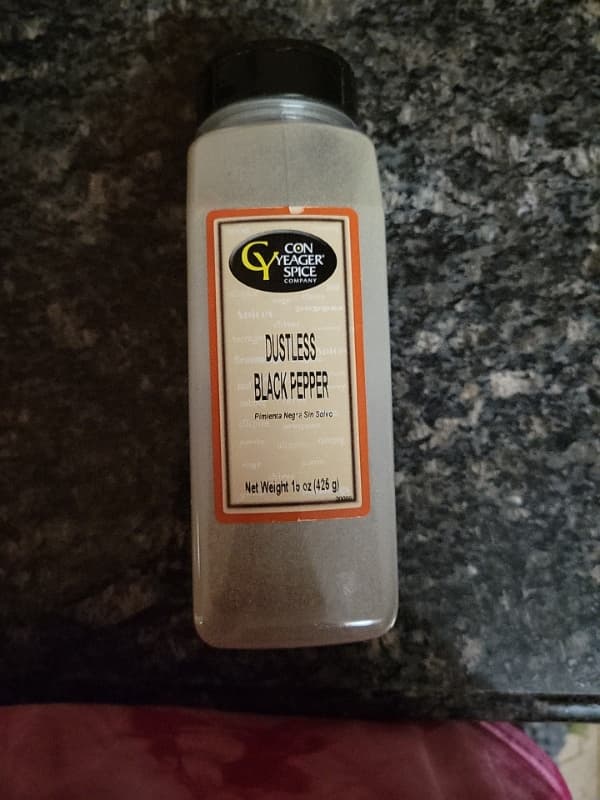 CY
CON
YEAGER®
SPICE
COMPANY
DUSTLESS
BLACK PEPPER
Pimienta Negra Sin Polvo
Net Weight 15 oz (425 g)